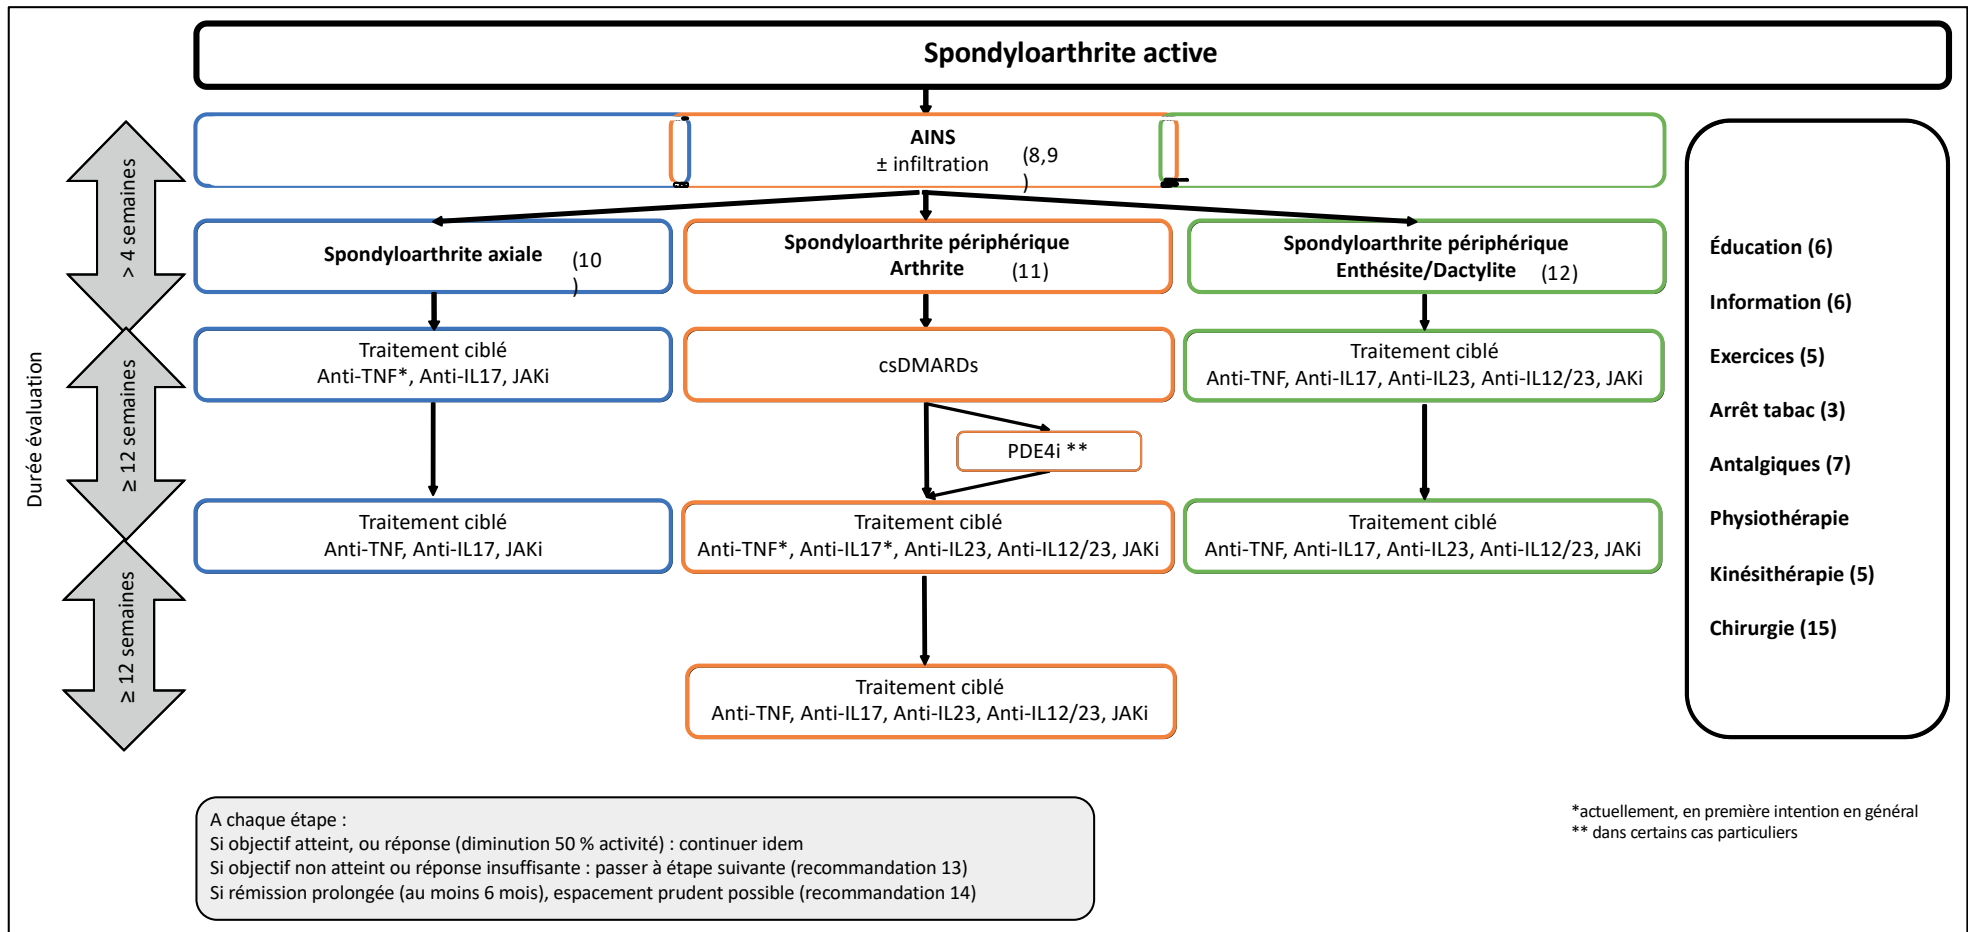 Spondyloarthrite active
AINS
± infiltration
(8,9
)
Spondyloarthrite axiale
(10
)
Spondyloarthrite périphérique
Arthrite
(11)
Spondyloarthrite périphérique
Enthésite/Dactylite
(12)
Traitement ciblé
Anti-TNF*, Anti-IL17, JAKi
csDMARDs
Traitement ciblé
Anti-TNF, Anti-IL17, Anti-IL23, Anti-IL12/23, JAKi
PDE4i **
Traitement ciblé
Anti-TNF, Anti-IL17, JAKi
Traitement ciblé
Anti-TNF*, Anti-IL17*, Anti-IL23, Anti-IL12/23, JAKi
Traitement ciblé
Anti-TNF, Anti-IL17, Anti-IL23, Anti-IL12/23, JAKi
Traitement ciblé
Anti-TNF, Anti-IL17, Anti-IL23, Anti-IL12/23, JAKi
Durée évaluation
> 4 semaines
≥ 12 semaines
≥ 12 semaines
Éducation (6)
Information (6)
Exercices (5)
Arrêt tabac (3)
Antalgiques (7)
Physiothérapie
Kinésithérapie (5)
Chirurgie (15)
A chaque étape :
Si objectif atteint, ou réponse (diminution 50 % activité) : continuer idem
Si objectif non atteint ou réponse insuffisante : passer à étape suivante (recommandation 13)
Si rémission prolongée (au moins 6 mois), espacement prudent possible (recommandation 14)
*actuellement, en première intention en général
** dans certains cas particuliers